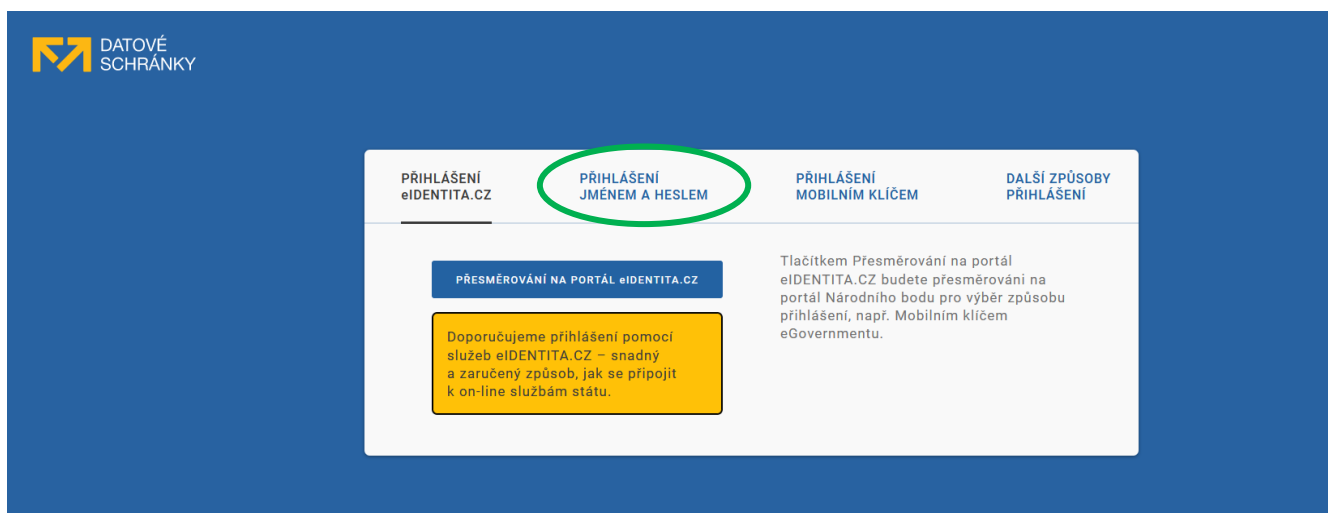 DATOVÉ
SCHRÁNKY
PŘIHLÁŠENÍ
eIDENTITA.CZ
PŘIHLÁŠENÍ
JMÉNEM A HESLEM
PŘIHLÁŠENÍ
MOBILNÍM KLÍČEM
DALŠÍ ZPŮSOBY
PŘIHLÁŠENÍ
PŘESMĚROVÁNÍ NA PORTÁL eIDENTITA.CZ
Doporučujeme přihlášení pomocí
služeb eIDENTITA.CZ – snadný
a zaručený způsob, jak se připojit
k on-line službám státu.
Tlačítkem Přesměrování na portál
eIDENTITA.CZ budete přesměrováni na
portál Národního bodu pro výběr způsobu
přihlášení, např. Mobilním klíčem
eGovernmentu.